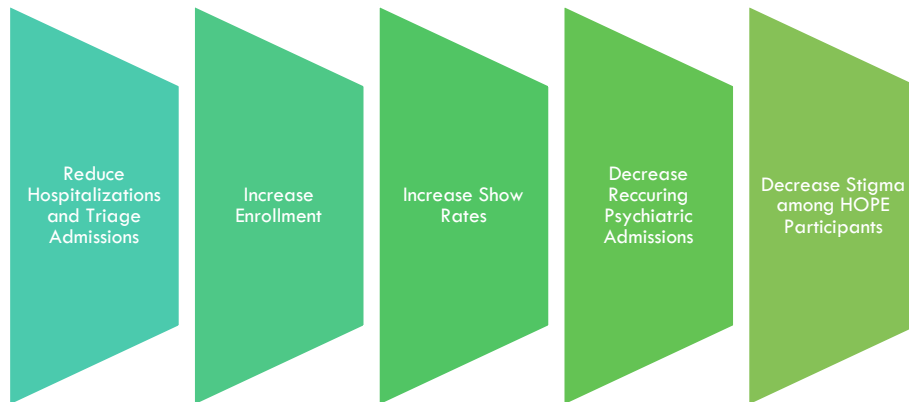 Reduce
Hospitalizations
and Triage
Admissions
Increase
Enrollment
Increase Show
Rates
Decrease
Reccuring
Psychiatric
Admissions
Decrease Stigma
among HOPE
Participants